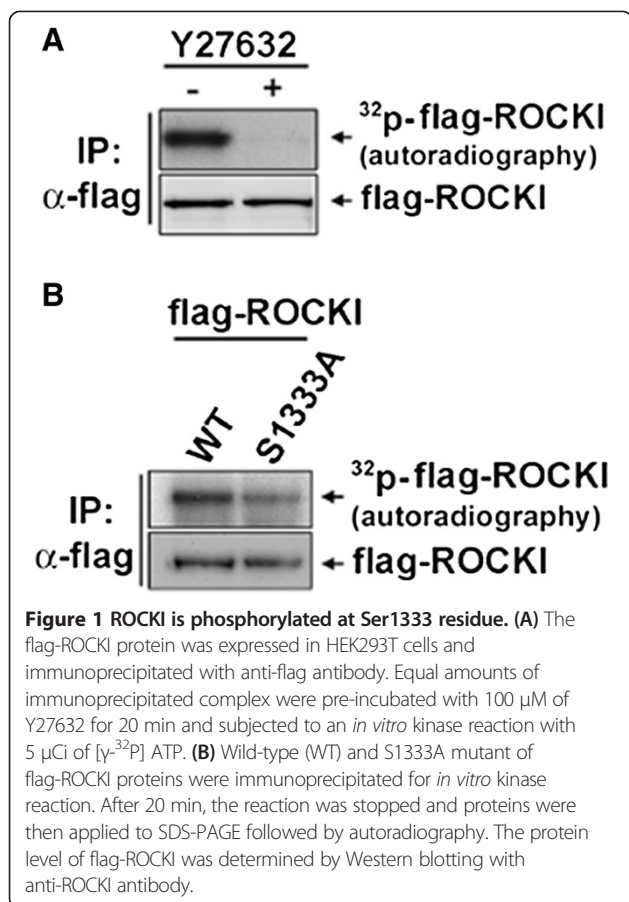 A
Y27632
- +
IP:
α-flag
³²p-flag-ROCKI
(autoradiography)
flag-ROCKI
B
flag-ROCKI
WT S1333A
IP:
α-flag
³²p-flag-ROCKI
(autoradiography)
flag-ROCKI
Figure 1 ROCKI is phosphorylated at Ser1333 residue. (A) The
flag-ROCKI protein was expressed in HEK293T cells and
immunoprecipitated with anti-flag antibody. Equal amounts of
immunoprecipitated complex were pre-incubated with 100 μM of
Y27632 for 20 min and subjected to an in vitro kinase reaction with
5 μCi of [γ-³²P] ATP. (B) Wild-type (WT) and S1333A mutant of
flag-ROCKI proteins were immunoprecipitated for in vitro kinase
reaction. After 20 min, the reaction was stopped and proteins were
then applied to SDS-PAGE followed by autoradiography. The protein
level of flag-ROCKI was determined by Western blotting with
anti-ROCKI antibody.